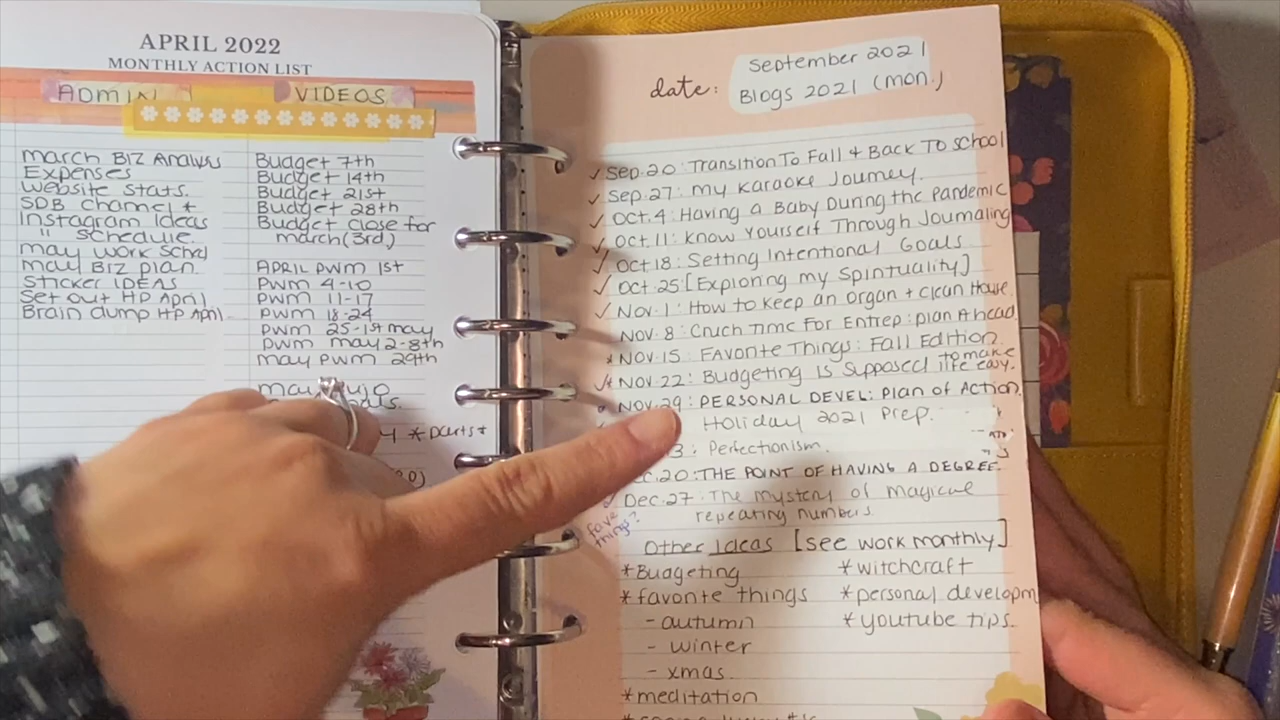 APRIL 2022
MONTHLY ACTION LIST
ADMIN
VIDEOS
march BIZ Analysis
Expenses
website stats.
SDB channel *
Instagram Ideas
" schedule.
may work sched
may BIZ plan
Sticker IDEAS
Set out HP April
Brain dump HP April.
Budget 7th
Budget 14th
Budget 21st
Budget 28th
Budget close for
march (3rd)
APRIL PWM 1st
PWM 4-10
PWM 11-17
PWM 18-24
PWM 25-1st may
PWM may 2-8th
may PWM 29th
date:
September 2021
Blogs 2021 (mon.)
✓ Sep. 20: Transition To Fall + Back To school
✓ Sep. 27: my Karaoke Journey.
✓ Oct. 4: Having a Baby During the Pandemic
✓ Oct. 11: Know Yourself Through Journaling
✓ Oct 18: Setting Intentional Goals
✓ Oct 25: [Exploring my Spirituality]
✓ Nov. 1: How to keep an organ + clean House.
Nov. 8: Cruch Time For Entrep: plan Ahead
* Nov. 15: FAVorite Things: Fall Edition.
Nov. 22: Budgeting is supposed to make life easy.
Nov. 29: PERSONAL DEVEL: Plan of Action.
Holiday 2021 Prep.
3: Perfectionism.
c. 20: THE POINT OF HAVING A DEGREE
Dec. 27: The mystery of magical
repeating numbers.
fave things?
Other Ideas [see work monthly]
* Budgeting
* favorite things
- autumn
- winter
- xmas.
* meditation
* witchcraft
* personal developm
* youtube tips.